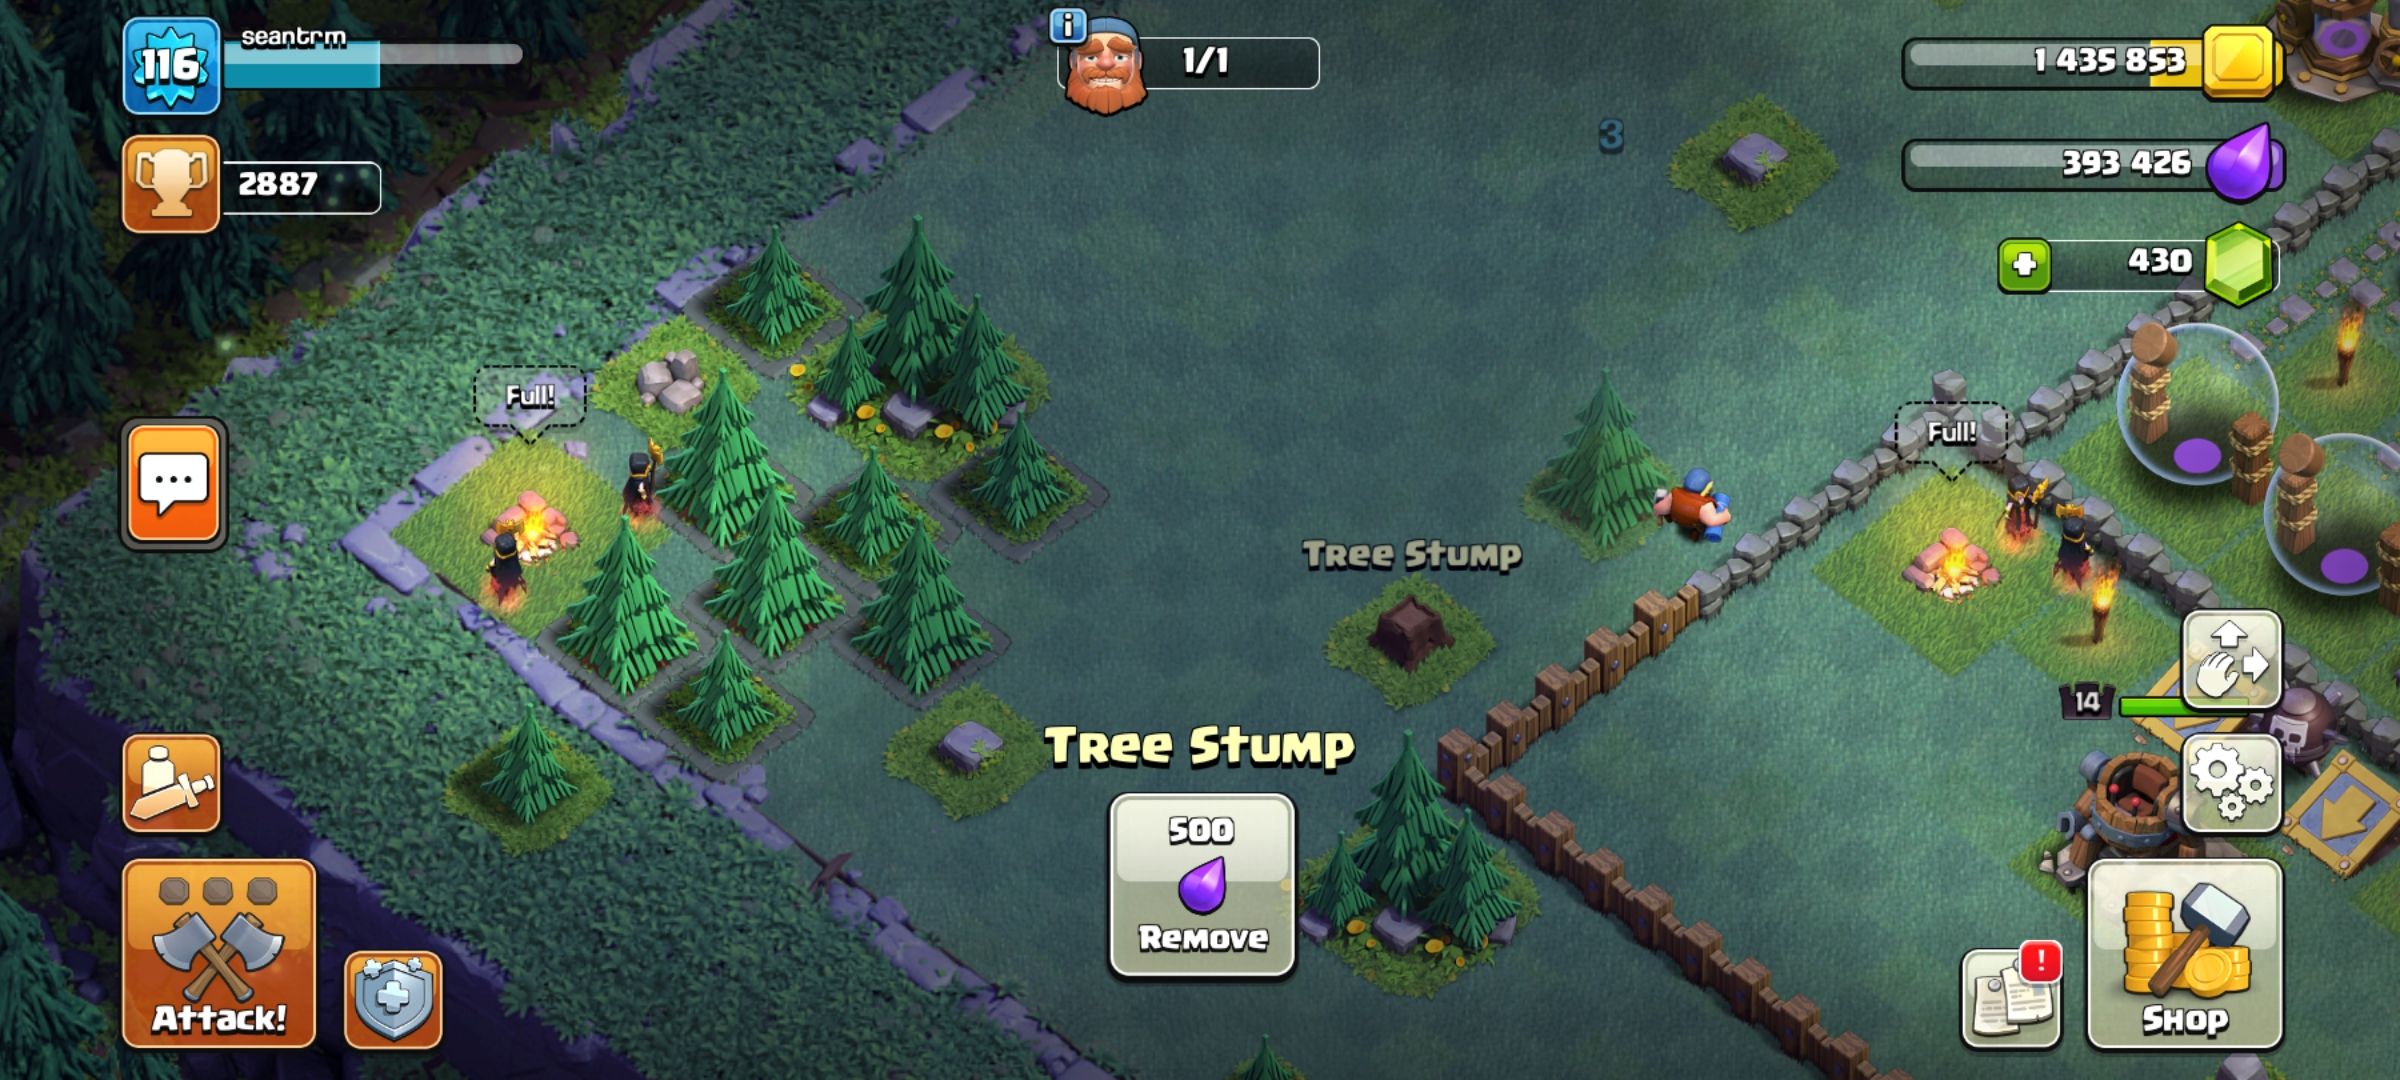 116
seantrm
1/1
1 435 853
2887
3
393 426
430
Full!
Full!
Tree Stump
14
Tree Stump
500
Remove
Attack!
!
Shop